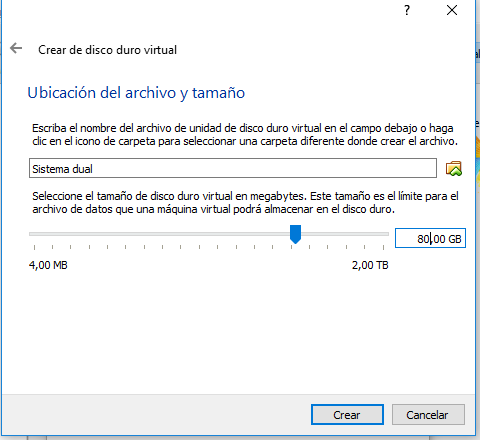 ?
Crear de disco duro virtual
Ubicación del archivo y tamaño
Escriba el nombre del archivo de unidad de disco duro virtual en el campo debajo o haga
clic en el icono de carpeta para seleccionar una carpeta diferente donde crear el archivo.
Sistema dual
Seleccione el tamaño de disco duro virtual en megabytes. Este tamaño es el límite para el
archivo de datos que una máquina virtual podrá almacenar en el disco duro.
80,00 GB
4,00 MB 2,00 TB
Crear Cancelar